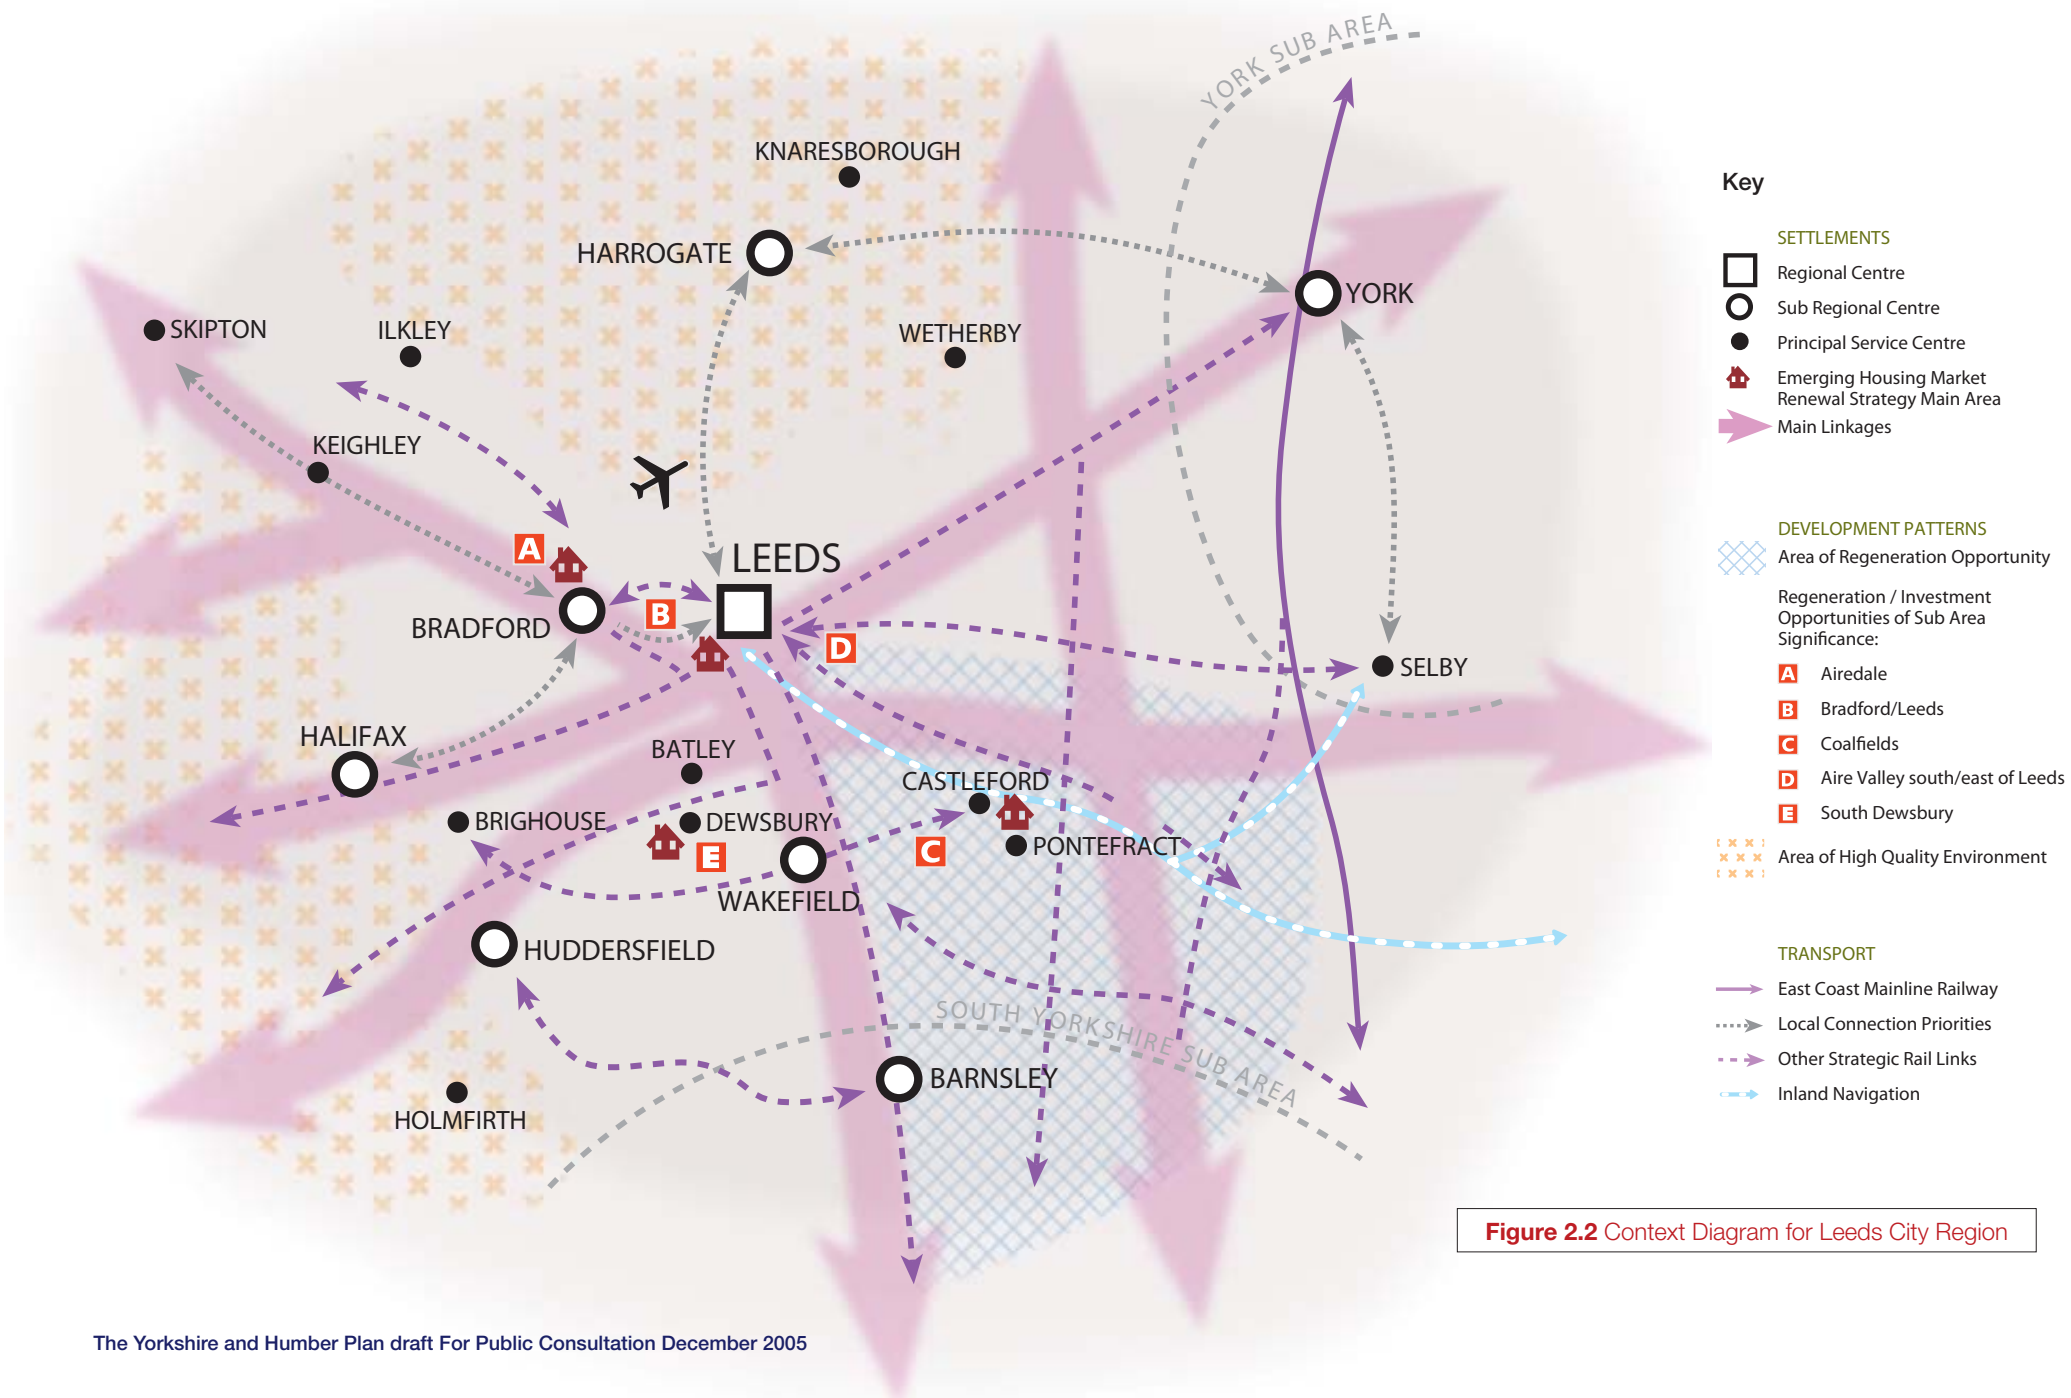 YORK SUB AREA
KNARESBOROUGH
HARROGATE
YORK
SKIPTON
ILKLEY
WETHERBY
KEIGHLEY
A
LEEDS
B
BRADFORD
D
SELBY
HALIFAX
BATLEY
CASTLEFORD
BRIGHOUSE
DEWSBURY
E
C
PONTEFRACT
WAKEFIELD
HUDDERSFIELD
SOUTH YORKSHIRE SUB AREA
BARNSLEY
HOLMFIRTH
Key
SETTLEMENTS
Regional Centre
Sub Regional Centre
Principal Service Centre
Emerging Housing Market
Renewal Strategy Main Area
Main Linkages
DEVELOPMENT PATTERNS
Area of Regeneration Opportunity
Regeneration / Investment
Opportunities of Sub Area
Significance:
A Airedale
B Bradford/Leeds
C Coalfields
D Aire Valley south/east of Leeds
E South Dewsbury
Area of High Quality Environment
TRANSPORT
East Coast Mainline Railway
Local Connection Priorities
Other Strategic Rail Links
Inland Navigation
Figure 2.2 Context Diagram for Leeds City Region
The Yorkshire and Humber Plan draft For Public Consultation December 2005